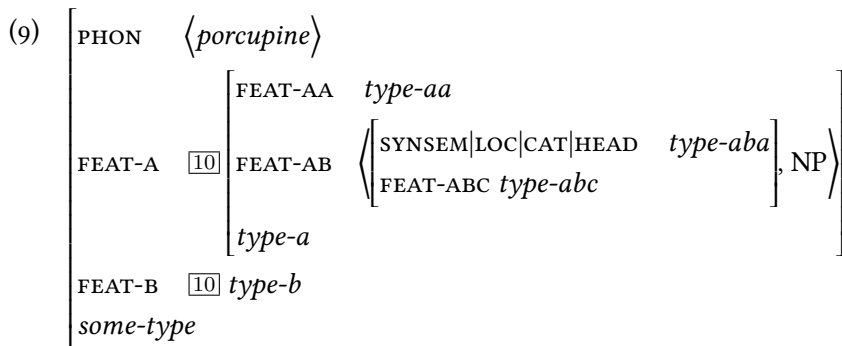 (9)
PHON ⟨porcupine⟩
FEAT-AA type-aa
SYNSEM|LOC|CAT|HEAD type-aba
FEAT-A 10 FEAT-AB ⟨ , NP⟩
FEAT-ABC type-abc
type-a
FEAT-B 10 type-b
some-type